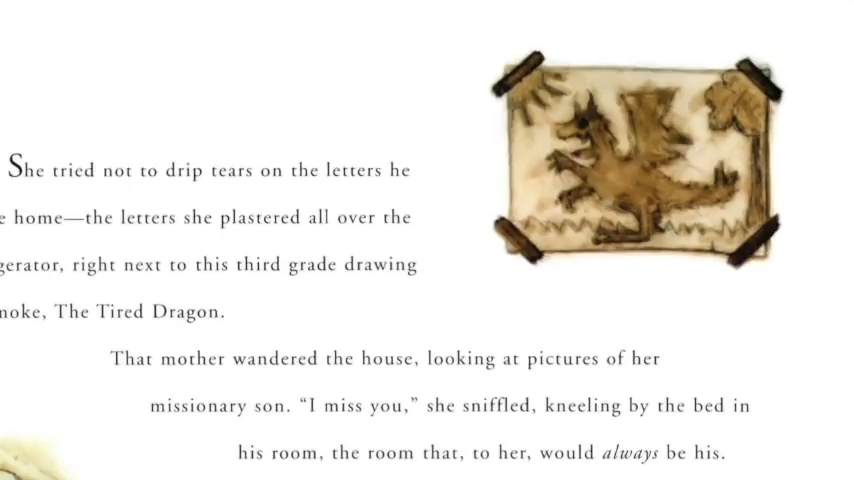 She tried not to drip tears on the letters he
home—the letters she plastered all over the
right next to this third grade drawing
The Tired Dragon.
That mother wandered the house, looking at pictures of her
missionary son. “I miss you,” she sniffled, kneeling by the bed in
his room, the room that, to her, would always be his.